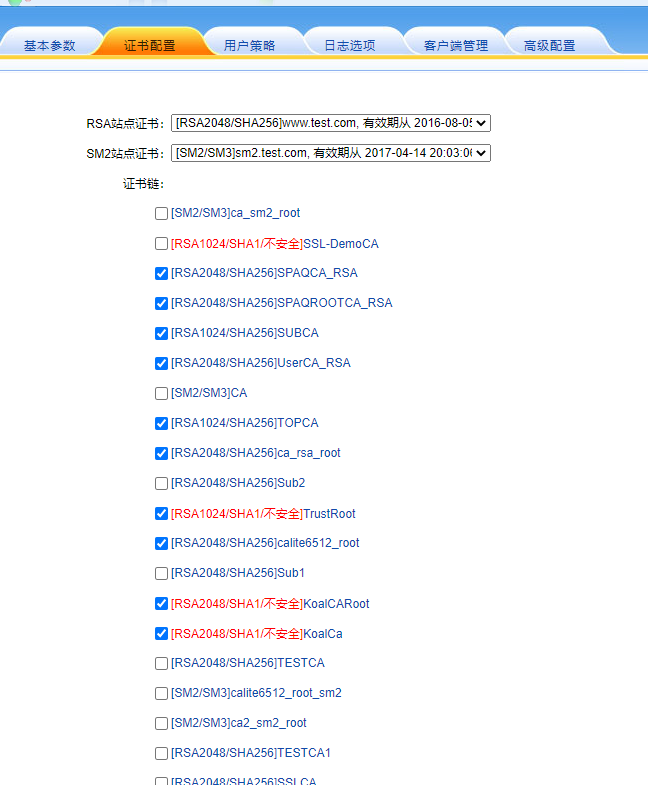 基本参数 证书配置 用户策略 日志选项 客户端管理 高级配置
RSA站点证书: [RSA2048/SHA256]www.test.com, 有效期从 2016-08-05
SM2站点证书: [SM2/SM3]sm2.test.com, 有效期从 2017-04-14 20:03:06
证书链:
[SM2/SM3]ca_sm2_root
[RSA1024/SHA1/不安全]SSL-DemoCA
[RSA2048/SHA256]SPAQCA_RSA
[RSA2048/SHA256]SPAQROOTCA_RSA
[RSA1024/SHA256]SUBCA
[RSA2048/SHA256]UserCA_RSA
[SM2/SM3]CA
[RSA1024/SHA256]TOPCA
[RSA2048/SHA256]ca_rsa_root
[RSA2048/SHA256]Sub2
[RSA1024/SHA1/不安全]TrustRoot
[RSA2048/SHA256]calite6512_root
[RSA2048/SHA256]Sub1
[RSA2048/SHA1/不安全]KoalCARoot
[RSA2048/SHA1/不安全]KoalCa
[RSA2048/SHA256]TESTCA
[SM2/SM3]calite6512_root_sm2
[SM2/SM3]ca2_sm2_root
[RSA2048/SHA256]TESTCA1
[RSA2048/SHA256]SSLCA